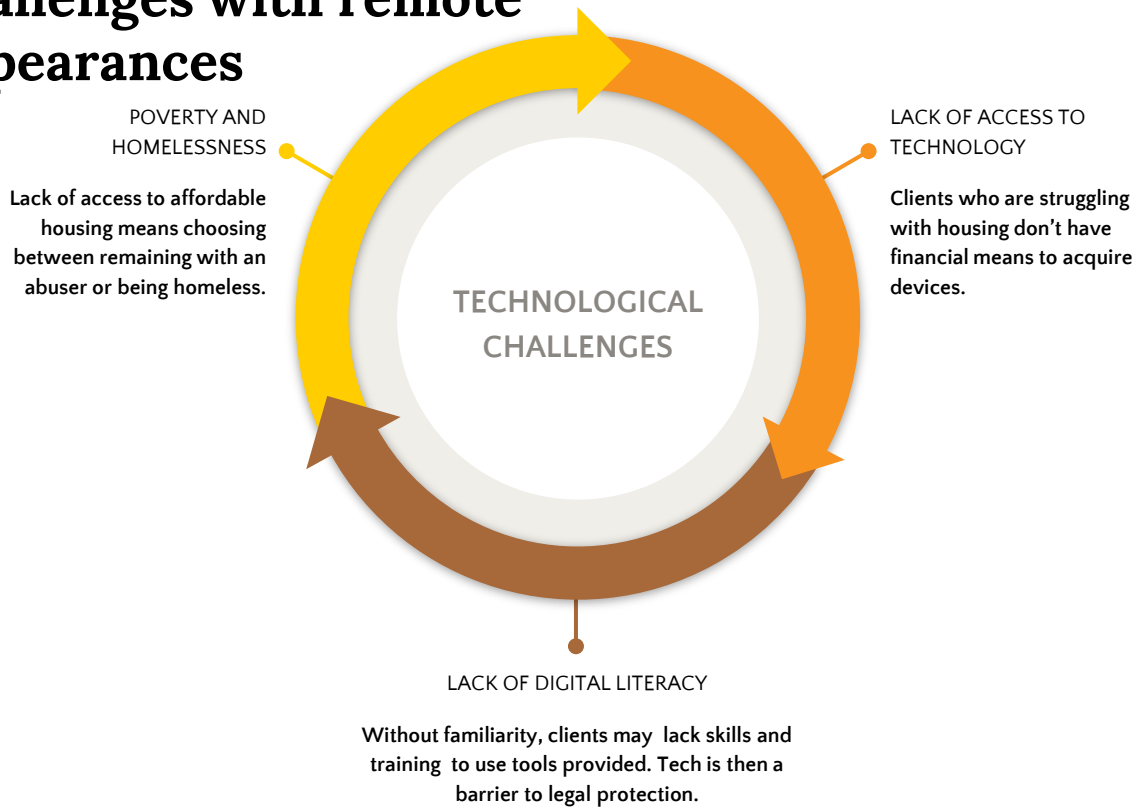 allenges with remote
pearances
POVERTY AND
HOMELESSNESS
Lack of access to affordable
housing means choosing
between remaining with an
abuser or being homeless.
LACK OF ACCESS TO
TECHNOLOGY
Clients who are struggling
with housing don’t have
financial means to acquire
devices.
TECHNOLOGICAL
CHALLENGES
LACK OF DIGITAL LITERACY
Without familiarity, clients may  lack skills and
training  to use tools provided. Tech is then a
barrier to legal protection.